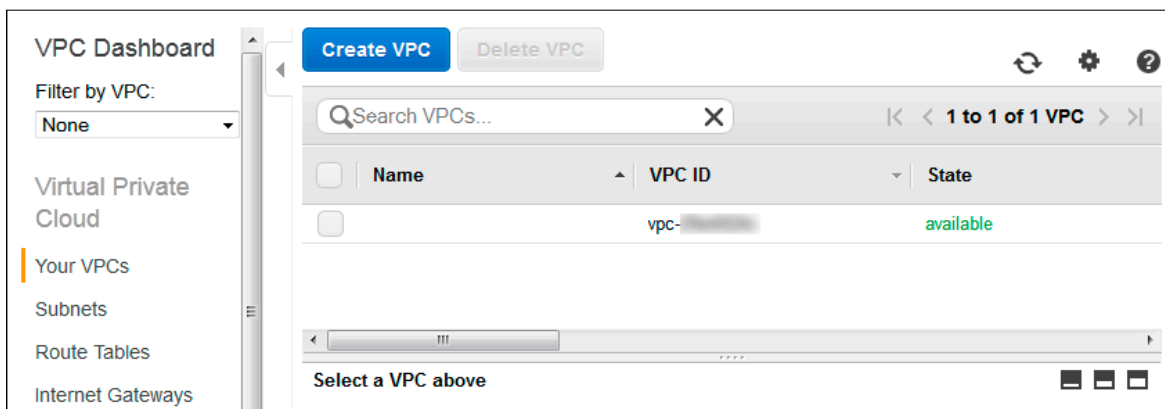 VPC Dashboard
Filter by VPC:
None
Virtual Private
Cloud
Your VPCs
Subnets
Route Tables
Internet Gateways
Create VPC Delete VPC
Search VPCs...
1 to 1 of 1 VPC
Name VPC ID State
vpc- available
Select a VPC above